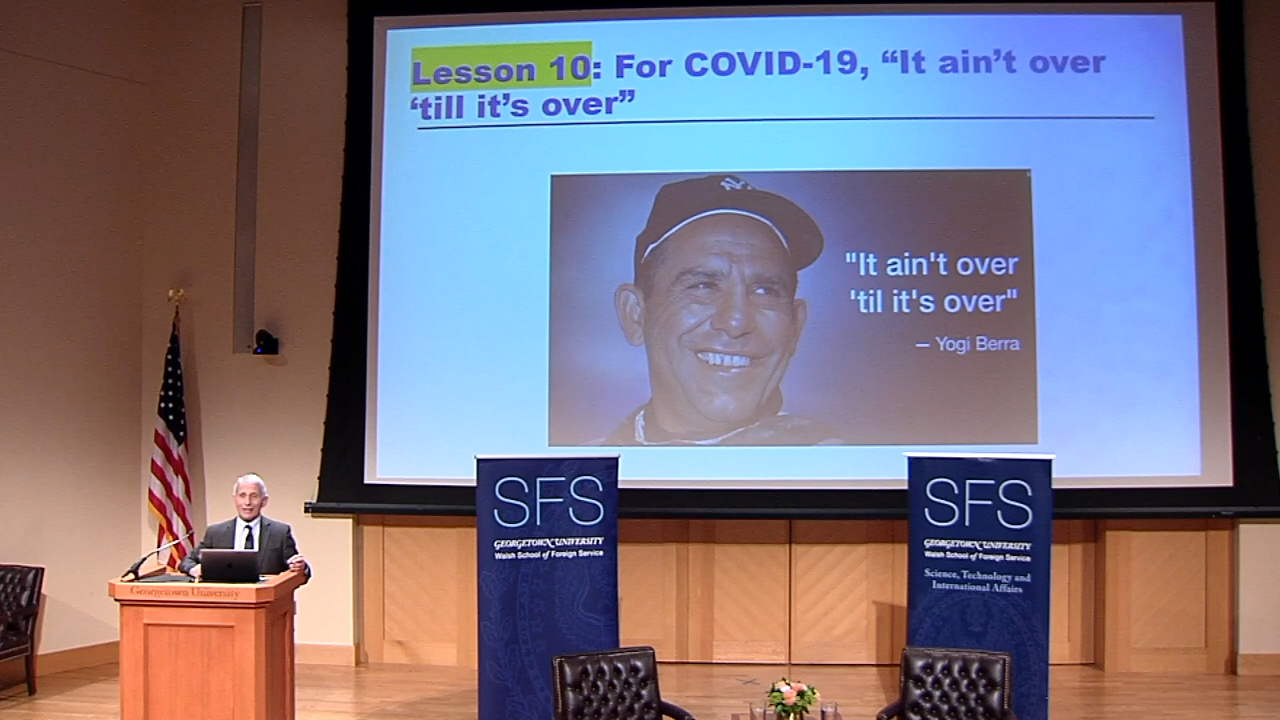 Lesson 10: For COVID-19, “It ain’t over
‘till it’s over”
"It ain't over
'til it's over"
– Yogi Berra
SFS
GEORGETOWN UNIVERSITY
Walsh School of Foreign Service
SFS
GEORGETOWN UNIVERSITY
Walsh School of Foreign Service
Science, Technology and
International Affairs
Georgetown University